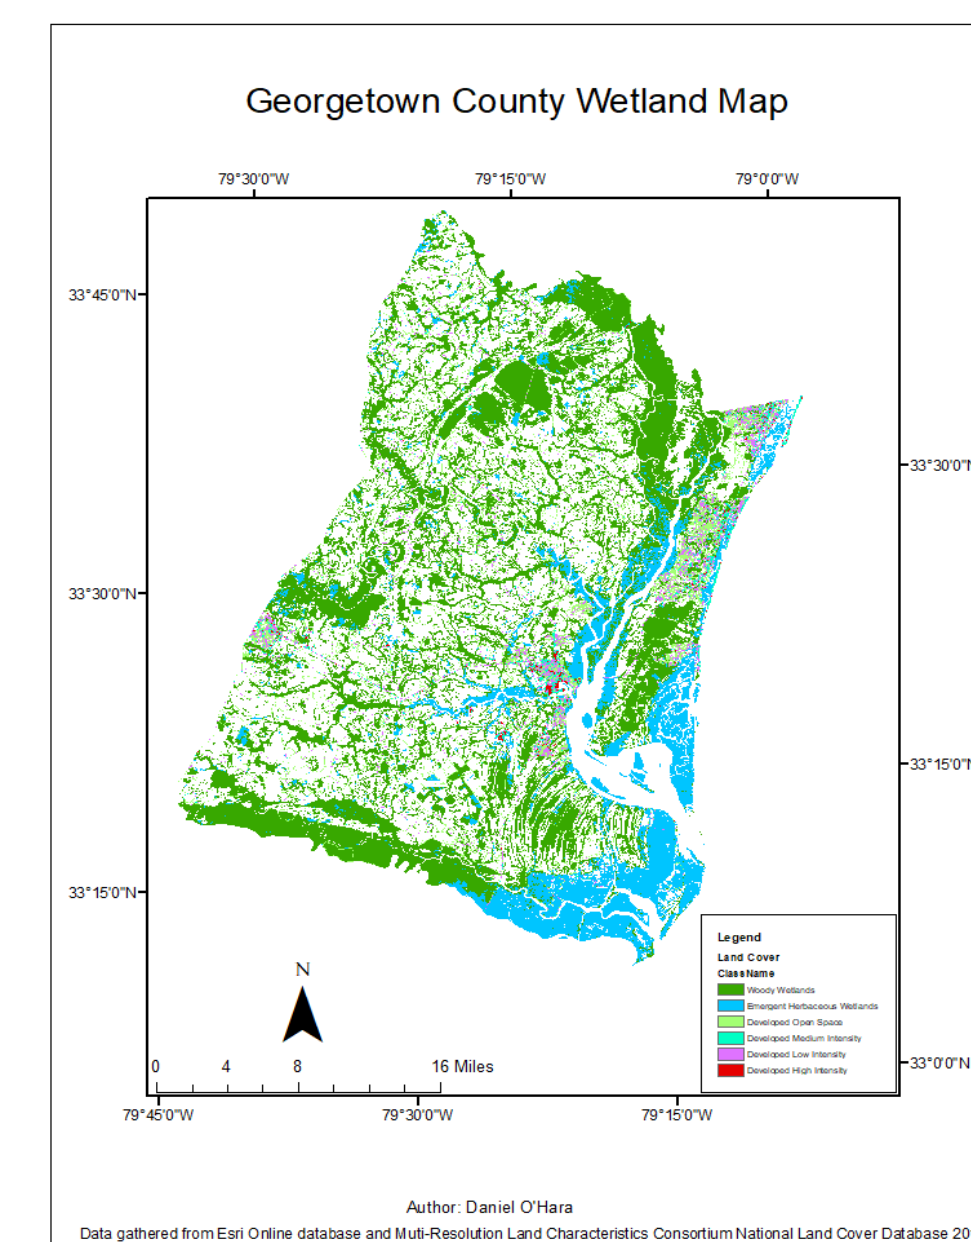 Georgetown County Wetland Map
79°30'0"W 79°15'0"W 79°0'0"W
33°45'0"N
33°30'0"N
33°30'0"N
33°15'0"N
33°15'0"N
33°0'0"N
Legend
Land Cover
ClassName
Woody Wetlands
Emergent Herbaceous Wetlands
Developed Open Space
Developed Medium Intensity
Developed Low Intensity
Developed High Intensity
N
0 4 8 16 Miles
79°45'0"W 79°30'0"W 79°15'0"W
Author: Daniel O'Hara
Data gathered from Esri Online database and Muti-Resolution Land Characteristics Consortium National Land Cover Database 20